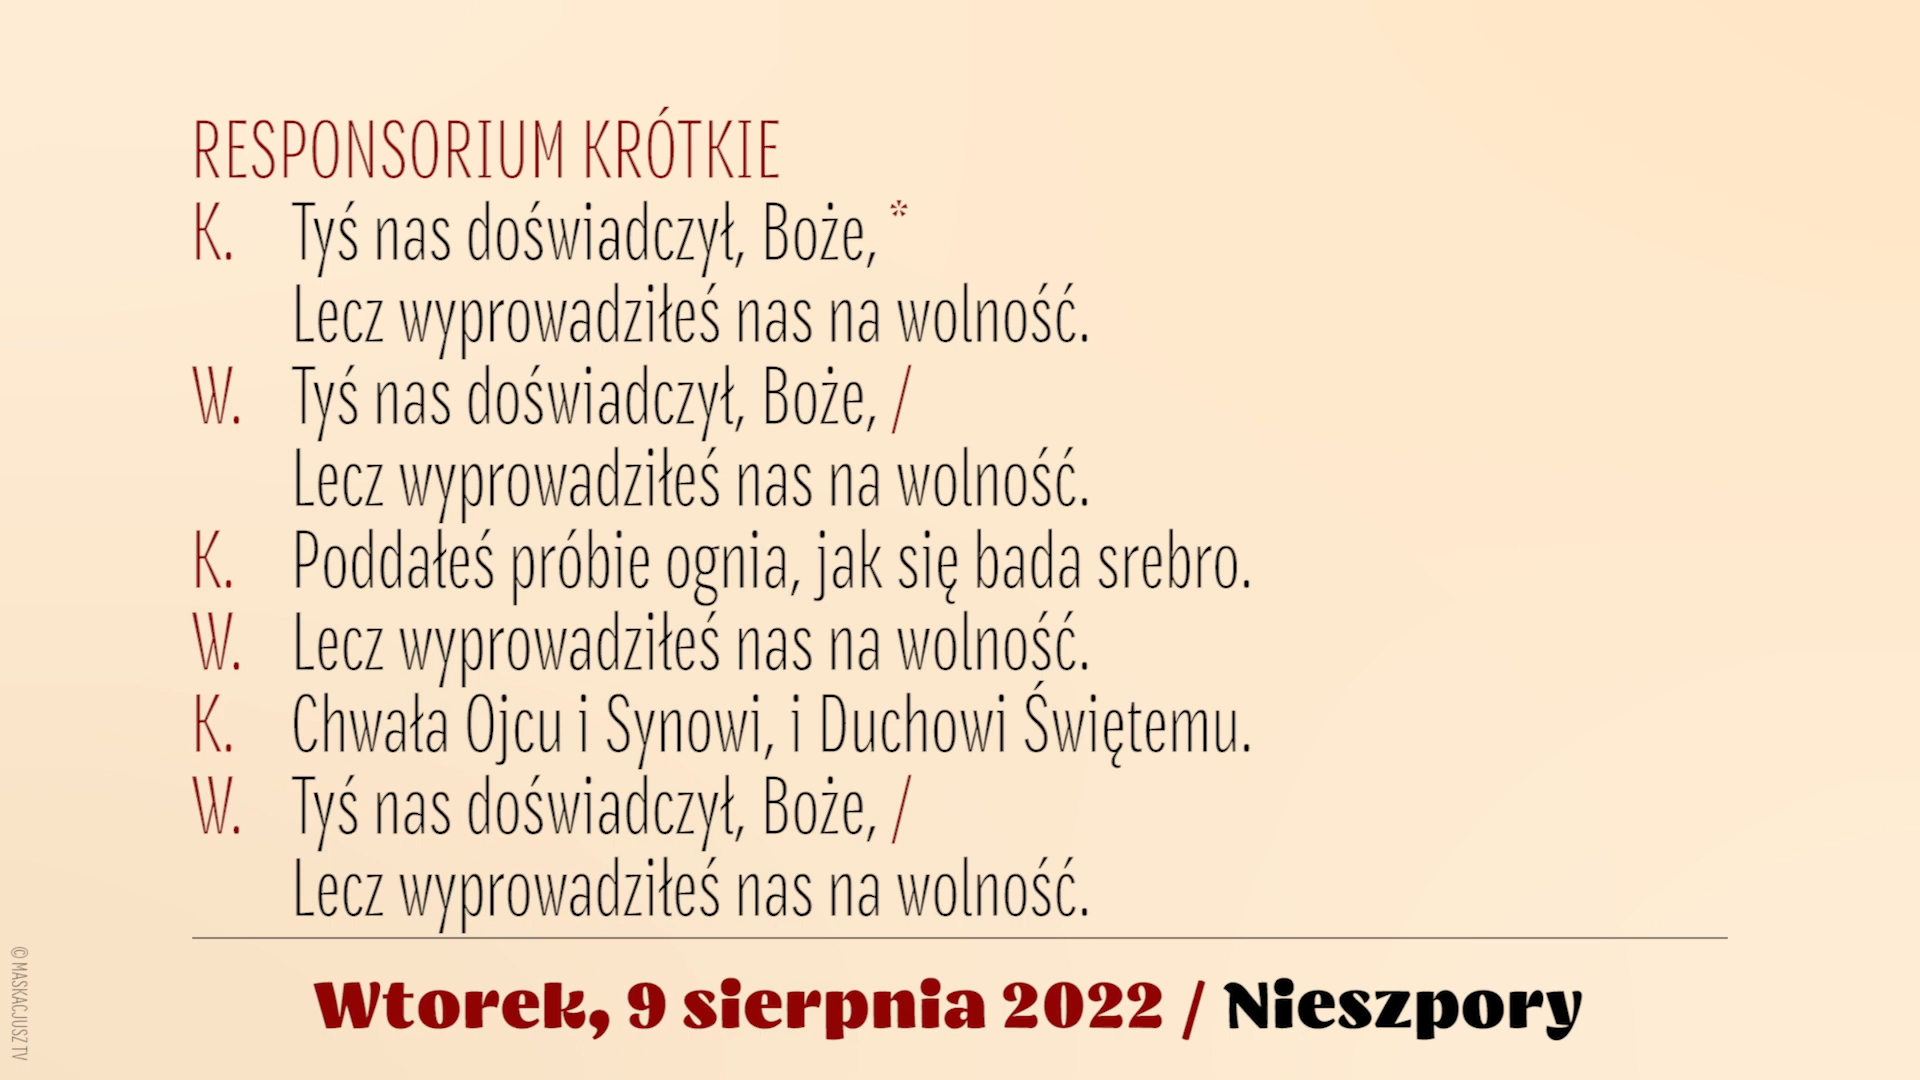 RESPONSORIUM KRÓTKIE
K. Tyś nas doświadczył, Boże, *
Lecz wyprowadziłeś nas na wolność.
W. Tyś nas doświadczył, Boże, /
Lecz wyprowadziłeś nas na wolność.
K. Poddałeś próbie ognia, jak się bada srebro.
W. Lecz wyprowadziłeś nas na wolność.
K. Chwała Ojcu i Synowi, i Duchowi Świętemu.
W. Tyś nas doświadczył, Boże, /
Lecz wyprowadziłeś nas na wolność.
Wtorek, 9 sierpnia 2022 / Nieszpory
© MASKACJUSZ TV